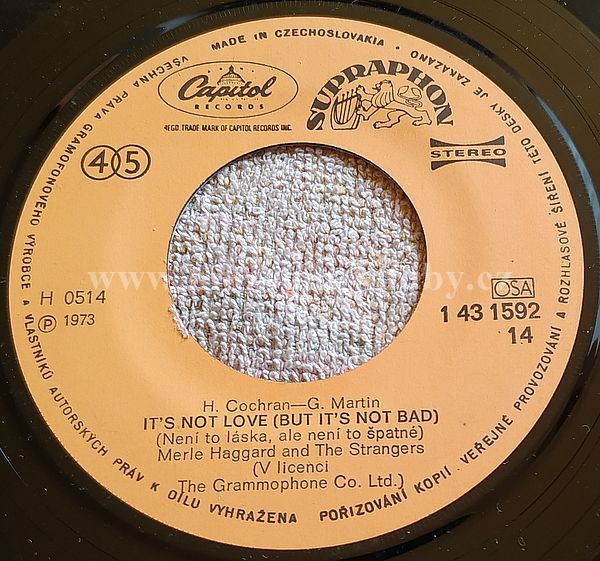 MADE IN CZECHOSLOVAKIA • VŠECHNA PRÁVA GRAMOFONOVÉHO VÝROBCE A VLASTNÍKŮ AUTORSKÝCH PRÁV K DÍLU VYHRAŽENA POŘIZOVÁNÍ KOPIÍ. VEŘEJNÉ PROVOZOVÁNÍ A ROZHLASOVÉ ŠÍŘENÍ TÉTO DESKY JE ZAKÁZÁNO •
Capitol
RECORDS
REGD. TRADE MARK OF CAPITOL RECORDS INC.
SUPRAPHON
STEREO
45
OSA
H 0514
1 43 1592
Ⓟ 1973
14
H. Cochran—G. Martin
IT'S NOT LOVE (BUT IT'S NOT BAD)
(Není to láska, ale není to špatné)
Merle Haggard and The Strangers
(V licenci
The Grammophone Co. Ltd.)